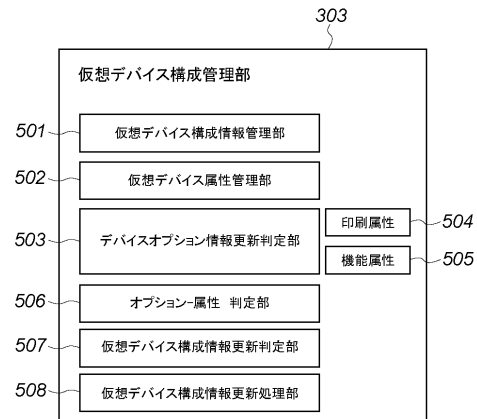 303
仮想デバイス構成管理部
501
仮想デバイス構成情報管理部
502
仮想デバイス属性管理部
503
デバイスオプション情報更新判定部
印刷属性
504
機能属性
505
506
オプション-属性 判定部
507
仮想デバイス構成情報更新判定部
508
仮想デバイス構成情報更新処理部